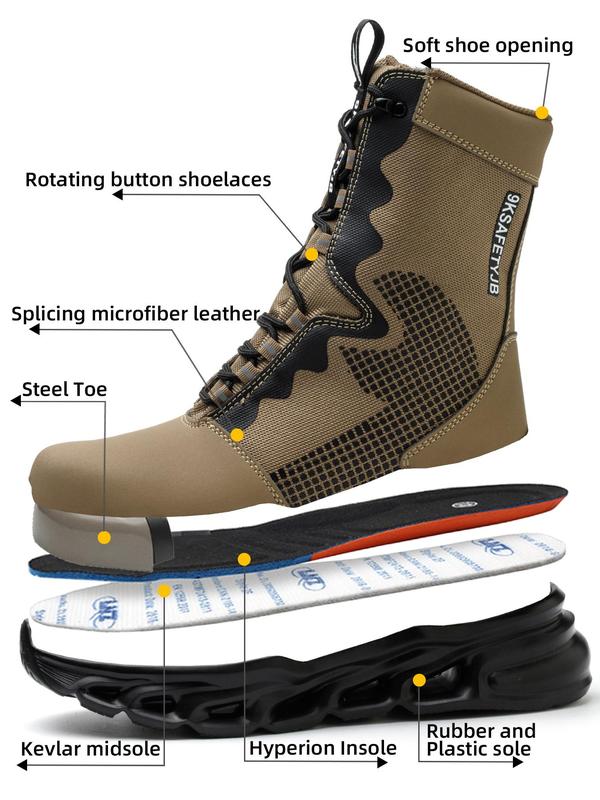 Soft shoe opening
Rotating button shoelaces
9KSAFETYJB
Splicing microfiber leather
Steel Toe
Kevlar midsole
Hyperion Insole
Rubber and
Plastic sole